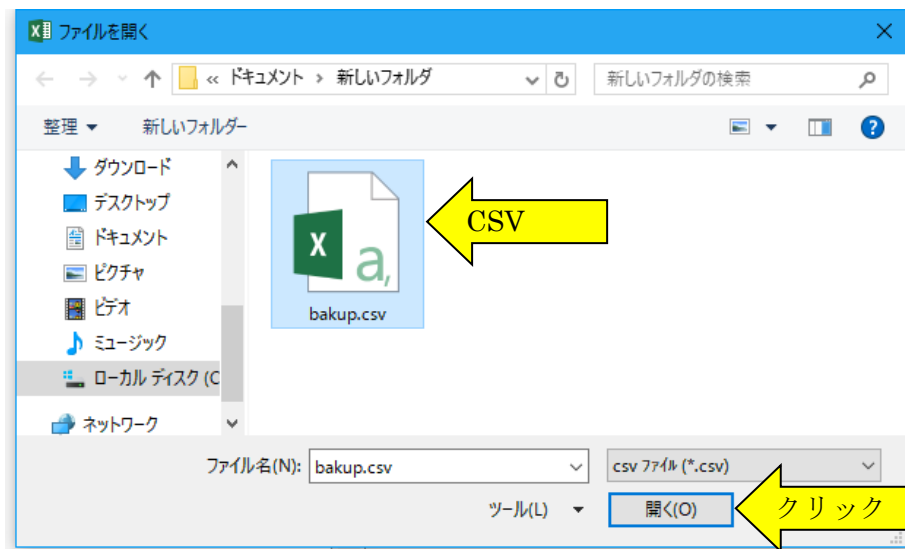 ファイルを開く
« ドキュメント › 新しいフォルダ
新しいフォルダの検索
整理
新しいフォルダー
ダウンロード
デスクトップ
ドキュメント
ピクチャ
ビデオ
ミュージック
ローカル ディスク (C
ネットワーク
X a,
bakup.csv
CSV
ファイル名(N): bakup.csv
csv ファイル (*.csv)
ツール(L)
開く(O)
クリック